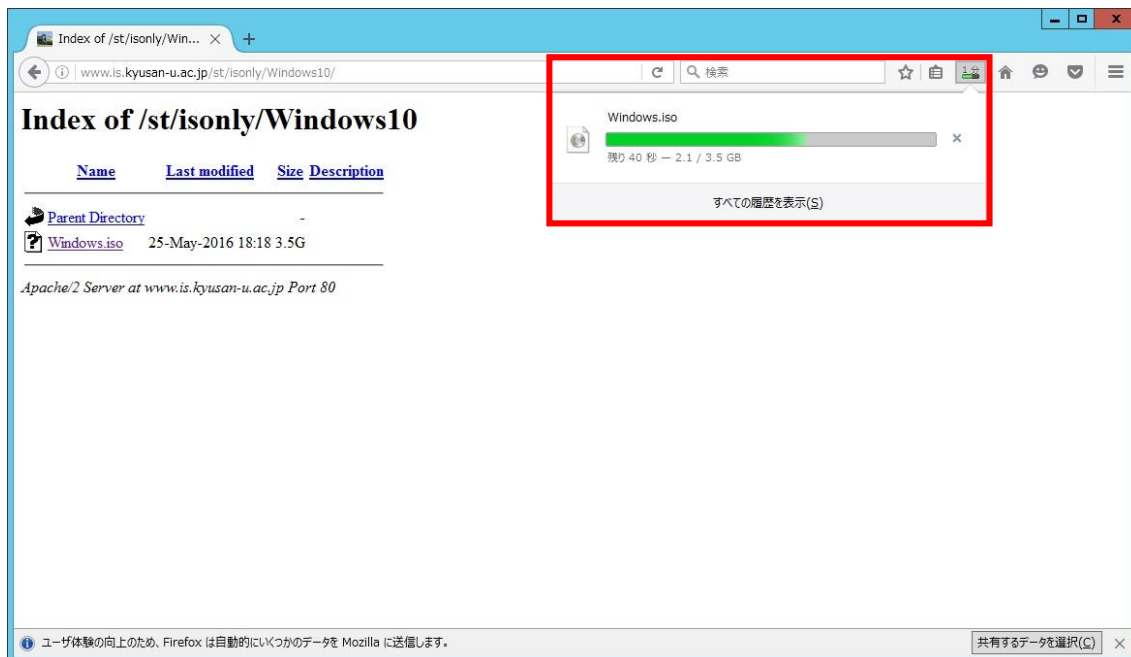 Index of /st/isonly/Win...
www.is.kyusan-u.ac.jp/st/isonly/Windows10/
検索
Index of /st/isonly/Windows10
Name Last modified Size Description
Parent Directory -
Windows.iso 25-May-2016 18:18 3.5G
Apache/2 Server at www.is.kyusan-u.ac.jp Port 80
Windows.iso
残り 40 秒 — 2.1 / 3.5 GB
すべての履歴を表示(S)
ユーザ体験の向上のため、Firefox は自動的にいくつかのデータを Mozilla に送信します。
共有するデータを選択(C)